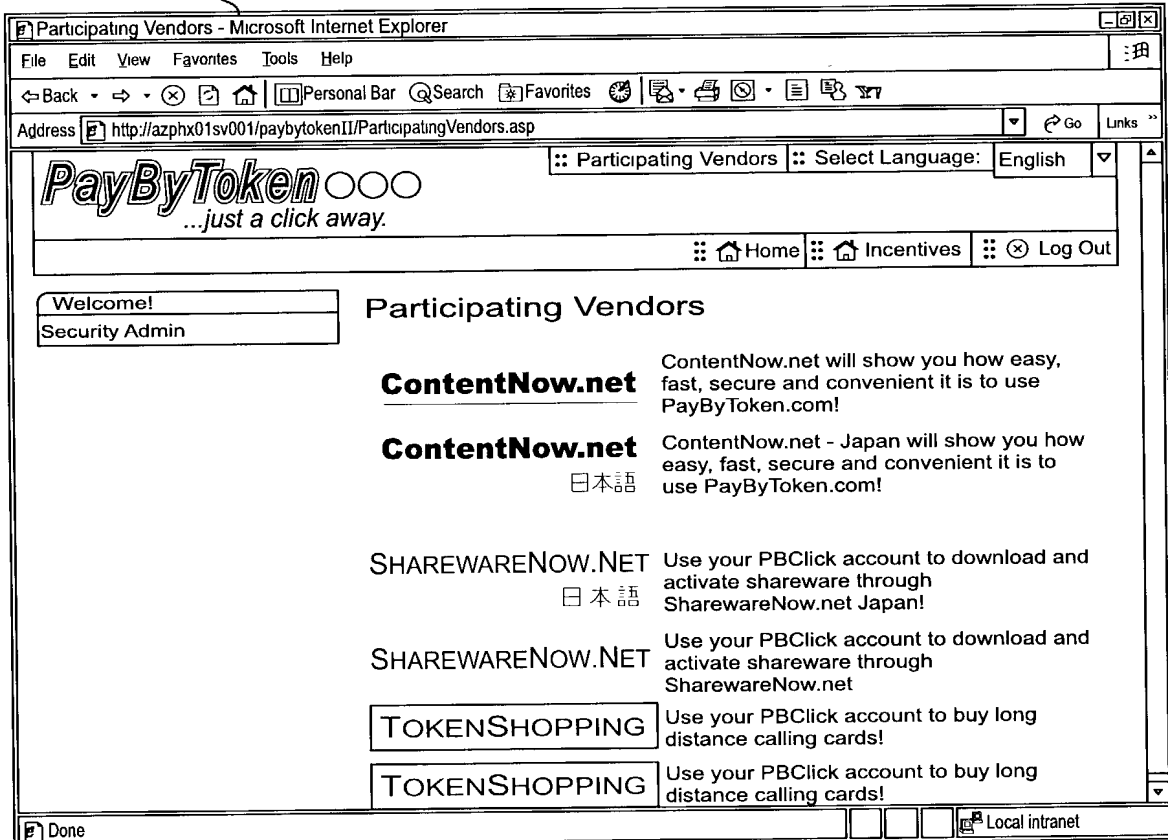 Participating Vendors - Microsoft Internet Explorer
File Edit View Favorites Tools Help
Back Personal Bar Search Favorites
Address http://azphx01sv001/paybytokenII/ParticipatingVendors.asp Go Links »
:: Participating Vendors :: Select Language: English
PayByToken
...just a click away.
Home Incentives Log Out
Welcome!
Security Admin
Participating Vendors
ContentNow.net
ContentNow.net will show you how easy,
fast, secure and convenient it is to use
PayByToken.com!
ContentNow.net
日本語
ContentNow.net - Japan will show you how
easy, fast, secure and convenient it is to
use PayByToken.com!
SHAREWARENOW.NET
日本語
Use your PBClick account to download and
activate shareware through
SharewareNow.net Japan!
SHAREWARENOW.NET
Use your PBClick account to download and
activate shareware through
SharewareNow.net
TOKENSHOPPING
Use your PBClick account to buy long
distance calling cards!
TOKENSHOPPING
Use your PBClick account to buy long
distance calling cards!
Done Local intranet